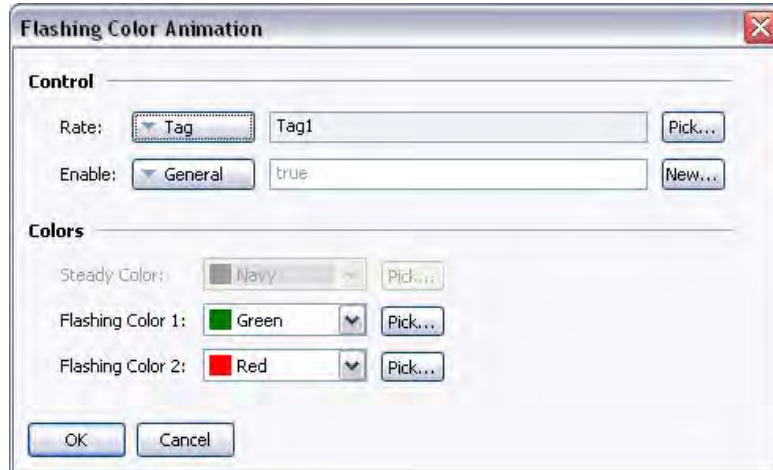 Flashing Color Animation
Control
Rate: Tag Tag1 Pick...
Enable: General true New...
Colors
Steady Color: Navy Pick...
Flashing Color 1: Green Pick...
Flashing Color 2: Red Pick...
OK Cancel